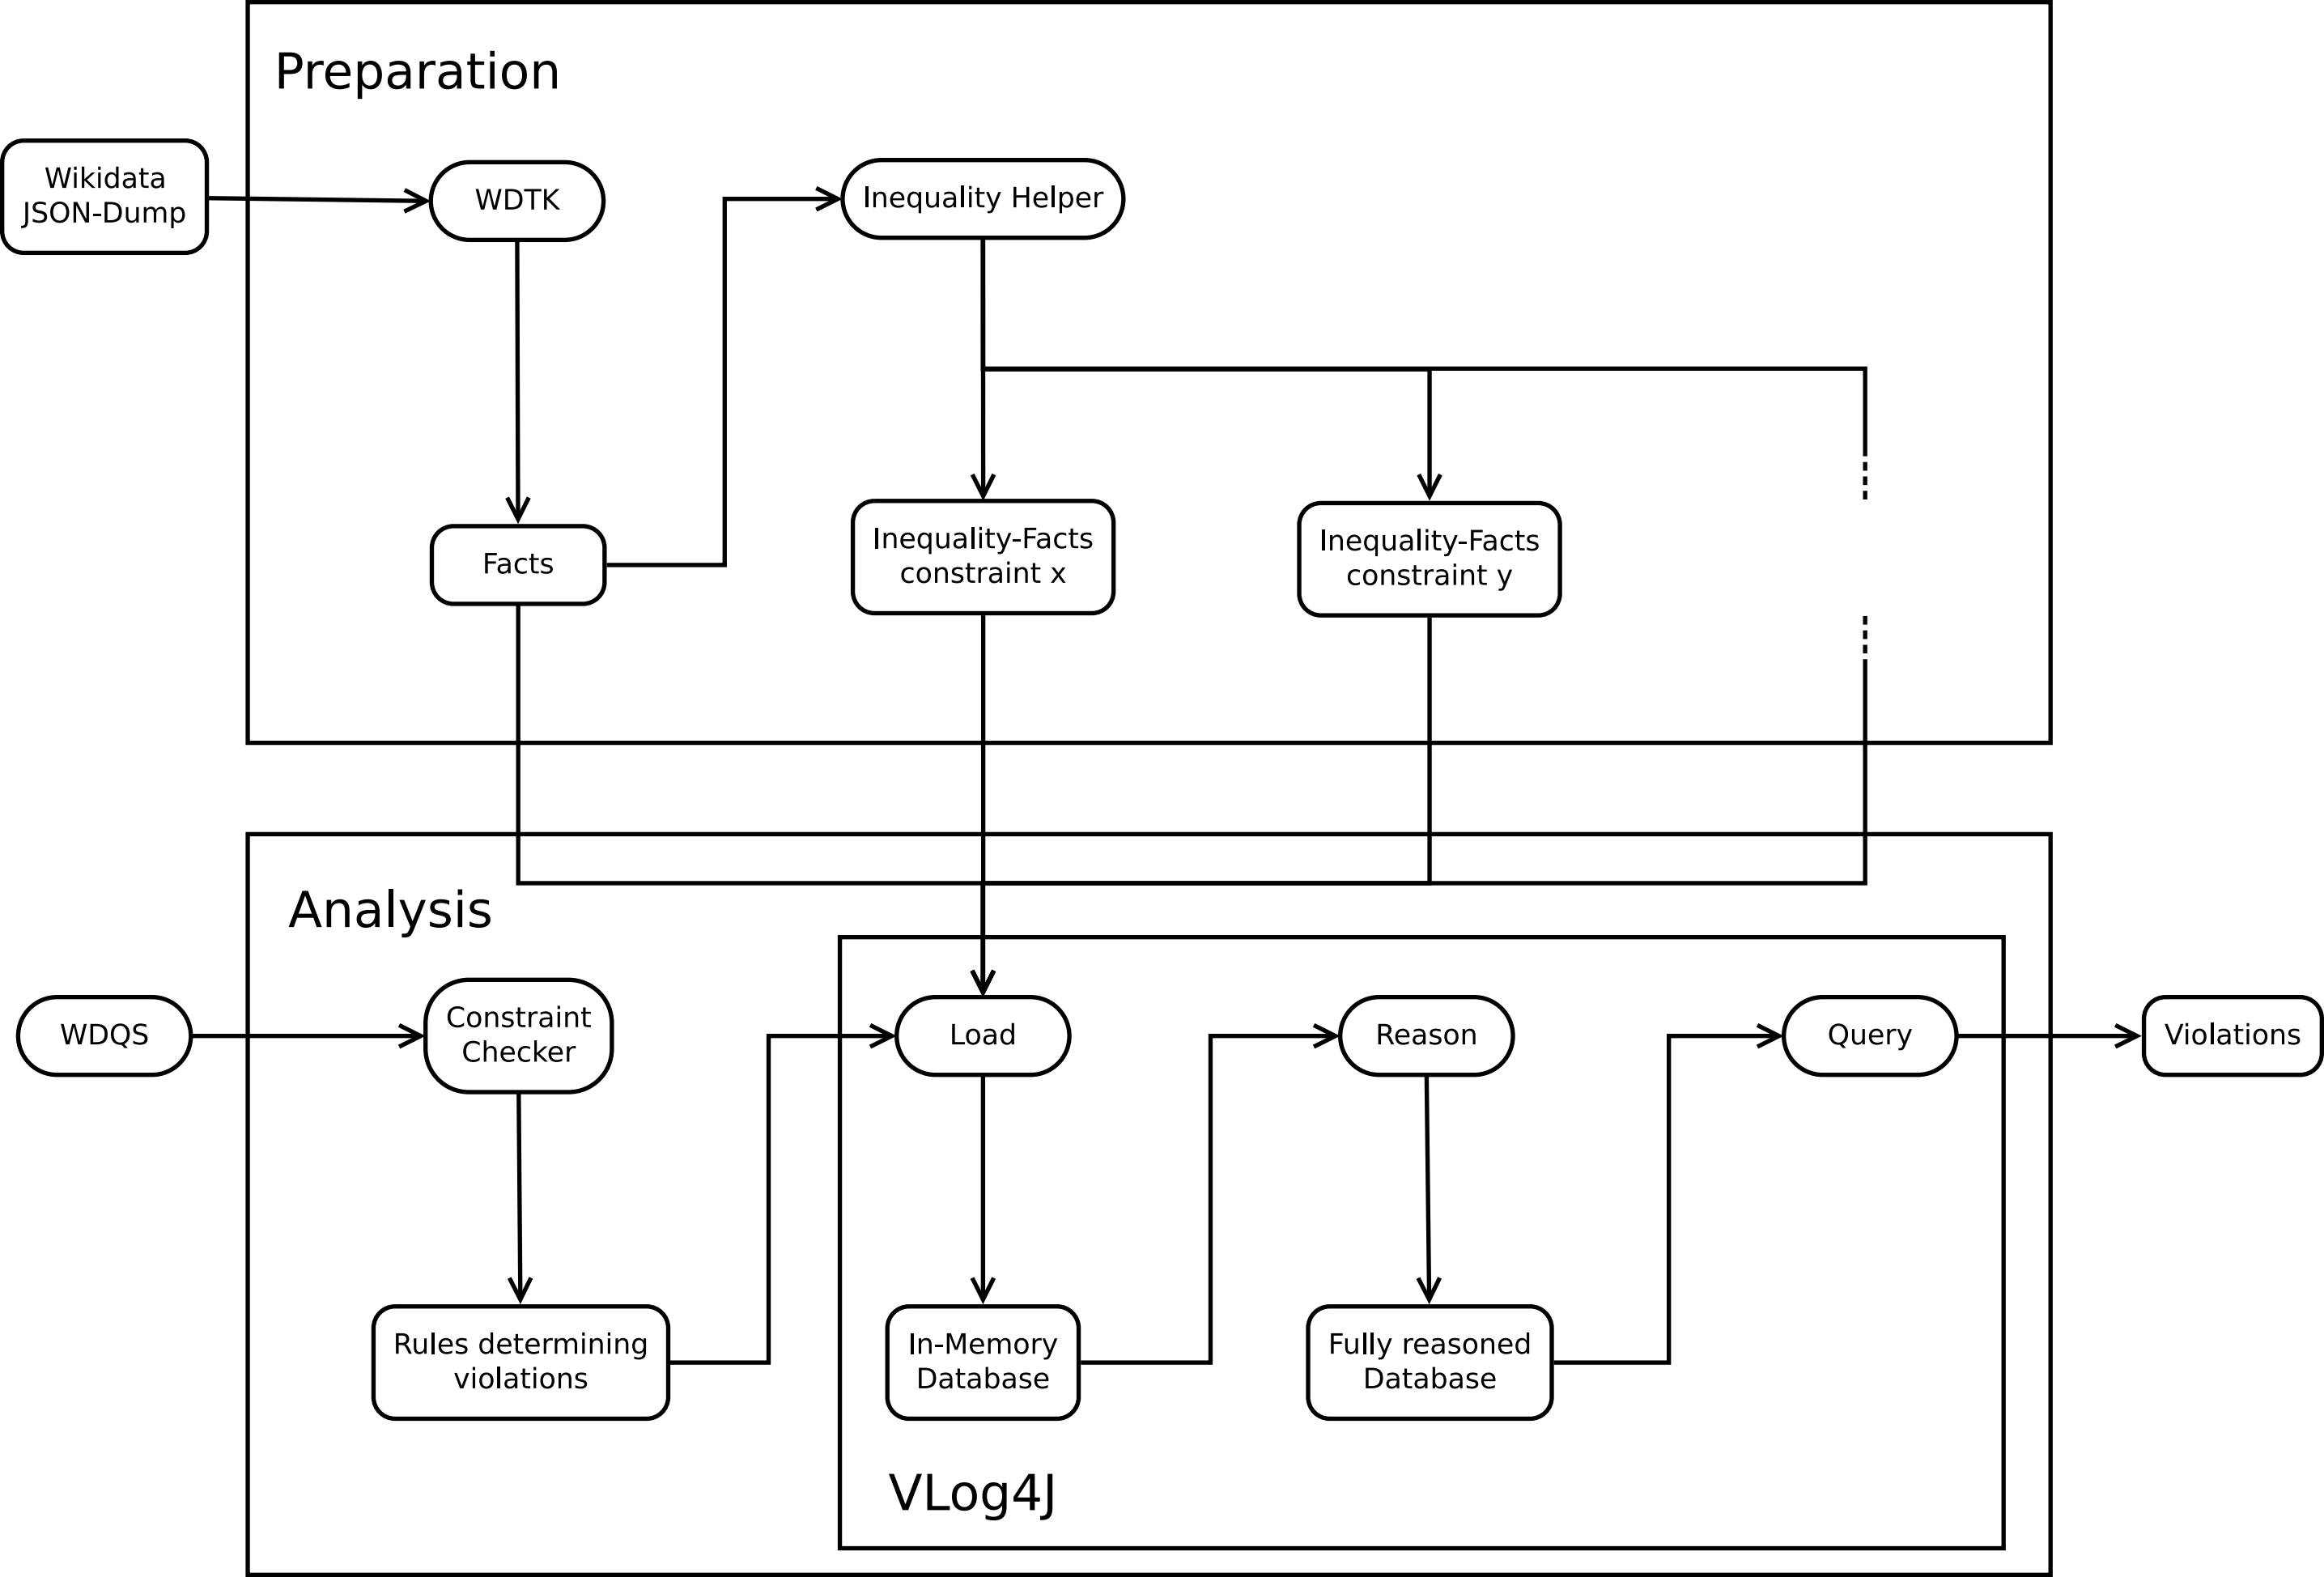 Preparation
Wikidata
JSON-Dump
WDTK
Inequality Helper
Facts
Inequality-Facts
constraint x
Inequality-Facts
constraint y
Analysis
WDQS
Constraint
Checker
Load
Reason
Query
Violations
Rules determining
violations
In-Memory
Database
Fully reasoned
Database
VLog4J